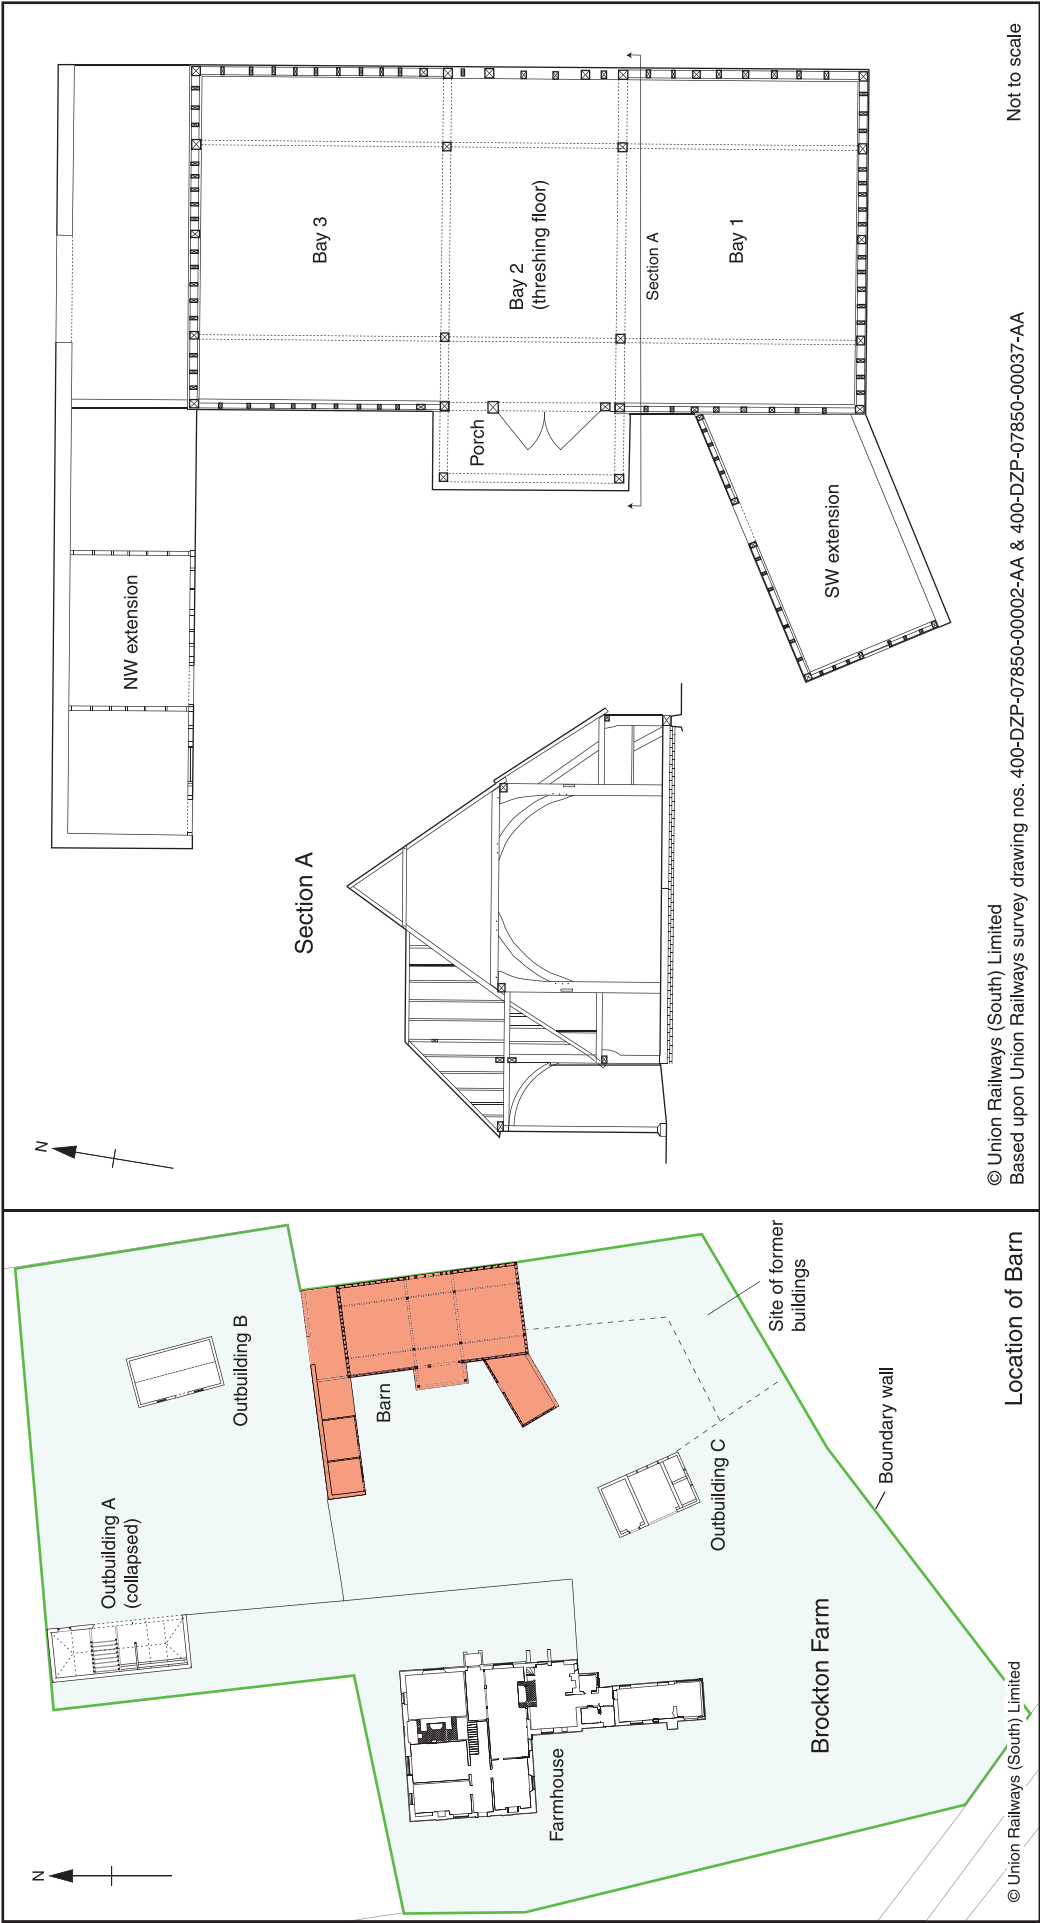 N
Outbuilding A
(collapsed)
Outbuilding B
Barn
Farmhouse
Outbuilding C
Brockton Farm
Boundary wall
Site of former
buildings
© Union Railways (South) Limited
Location of Barn
N
Section A
NW extension
Porch
SW extension
Bay 3
Bay 2
(threshing floor)
Section A
Bay 1
© Union Railways (South) Limited
Based upon Union Railways survey drawing nos. 400-DZP-07850-00002-AA & 400-DZP-07850-00037-AA
Not to scale